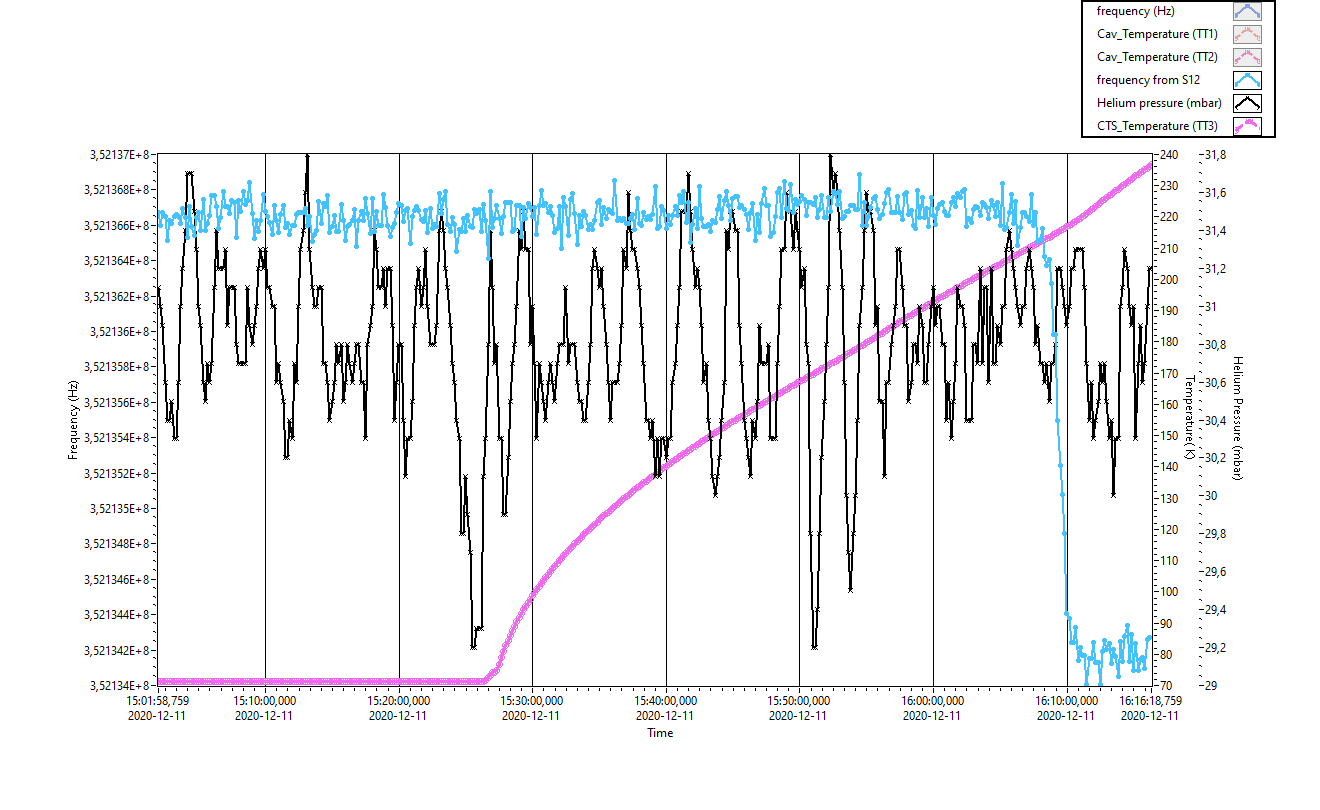 frequency (Hz)
Cav_Temperature (TT1)
Cav_Temperature (TT2)
frequency from S12
Helium pressure (mbar)
CTS_Temperature (TT3)
3,52137E+8
3,521368E+8
3,521366E+8
3,521364E+8
3,521362E+8
3,52136E+8
3,521358E+8
3,521356E+8
3,521354E+8
3,521352E+8
3,52135E+8
3,521348E+8
3,521346E+8
3,521344E+8
3,521342E+8
3,52134E+8
Frequency (Hz)
240
230
220
210
200
190
180
170
160
150
140
130
120
110
100
90
80
70
Temperature(K)
31,8
31,6
31,4
31,2
31
30,8
30,6
30,4
30,2
30
29,8
29,6
29,4
29,2
29
Helium Pressure (mbar)
15:01:58,759
2020-12-11
15:10:00,000
2020-12-11
15:20:00,000
2020-12-11
15:30:00,000
2020-12-11
15:40:00,000
2020-12-11
15:50:00,000
2020-12-11
16:00:00,000
2020-12-11
16:10:00,000
2020-12-11
16:16:18,759
2020-12-11
Time